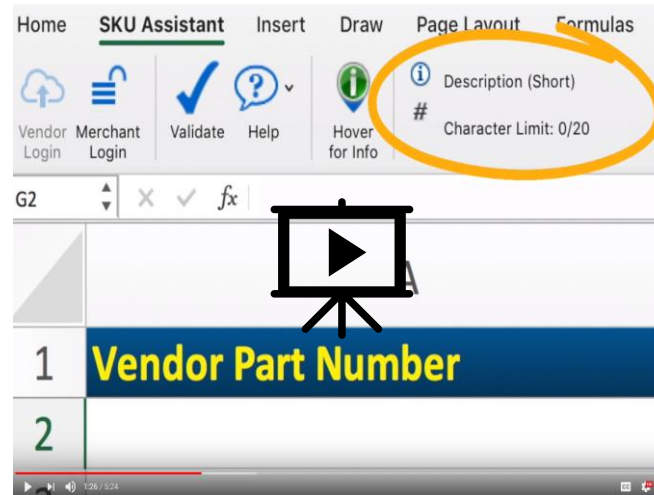 Home SKU Assistant Insert Draw Page Layout Formulas
Vendor Login
Merchant Login
Validate
Help
Hover for Info
Description (Short)
# Character Limit: 0/20
G2 fx
A
1 Vendor Part Number
2
1:26 / 5:24